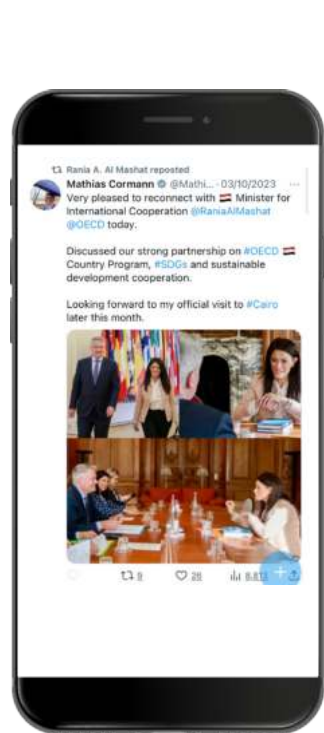 Rania A. Al Mashat reposted
Mathias Cormann @Mathi... · 03/10/2023 ...
Very pleased to reconnect with 🇪🇬 Minister for
International Cooperation @RaniaAlMashat
@OECD today.
Discussed our strong partnership on #OECD 🇪🇬
Country Program, #SDGs and sustainable
development cooperation.
Looking forward to my official visit to #Cairo
later this month.
9 26